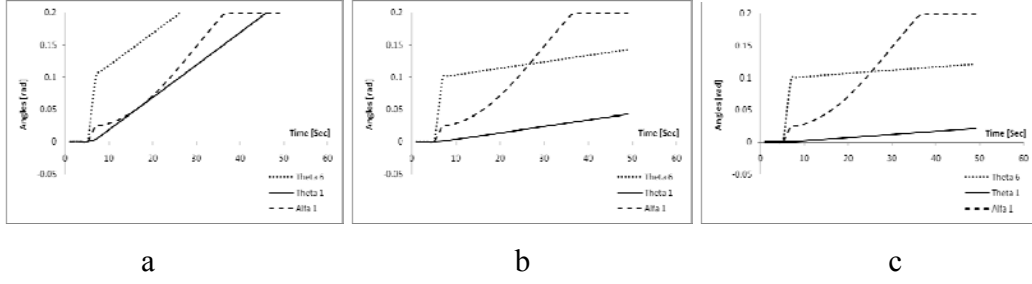 0.2
0.15
0.1
0.05
0
-0.05
Angles [rad]
Time [Sec]
0 10 20 30 40 50 60
Theta 6
Theta 1
Alfa 1
0.2
0.15
0.1
0.05
0
-0.05
Angles [rad]
Time [Sec]
0 10 20 30 40 50 60
Theta 6
Theta 1
Alfa 1
0.2
0.15
0.1
0.05
0
-0.05
Angles [rad]
Time [Sec]
0 10 20 30 40 50 60
Theta 6
Theta 1
Alfa 1
a b c